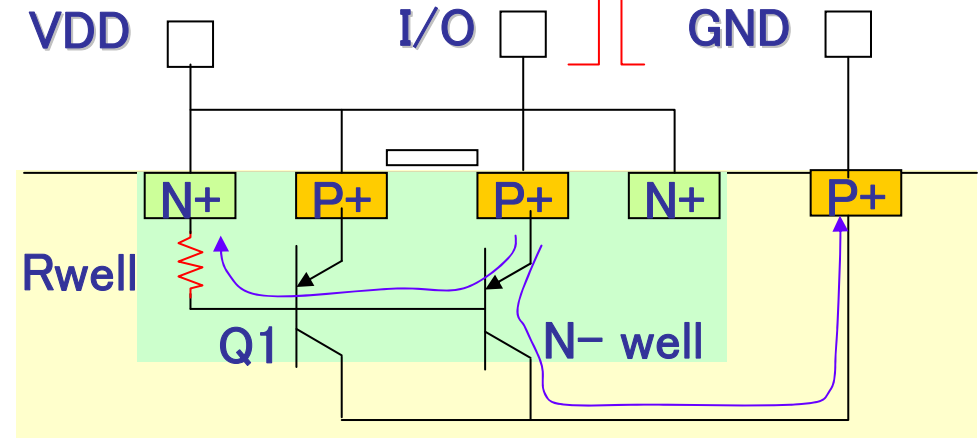 VDD I/O GND
N+ P+ P+ N+ P+
Rwell
Q1 N- well